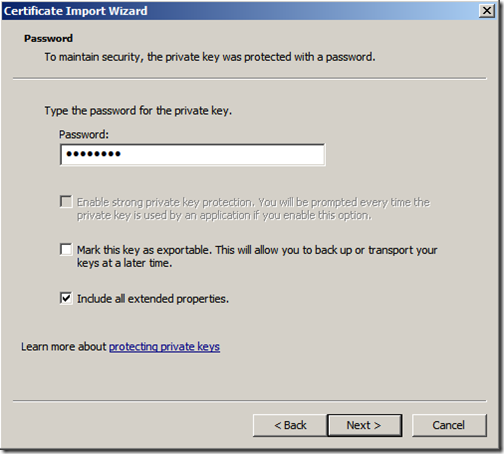 Certificate Import Wizard
Password
To maintain security, the private key was protected with a password.
Type the password for the private key.
Password:
••••••••
Enable strong private key protection. You will be prompted every time the
private key is used by an application if you enable this option.
Mark this key as exportable. This will allow you to back up or transport your
keys at a later time.
Include all extended properties.
Learn more about protecting private keys
< Back Next > Cancel